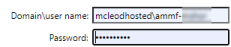 Domain\user name: mcleodhosted\ammf-
Password: ••••••••••